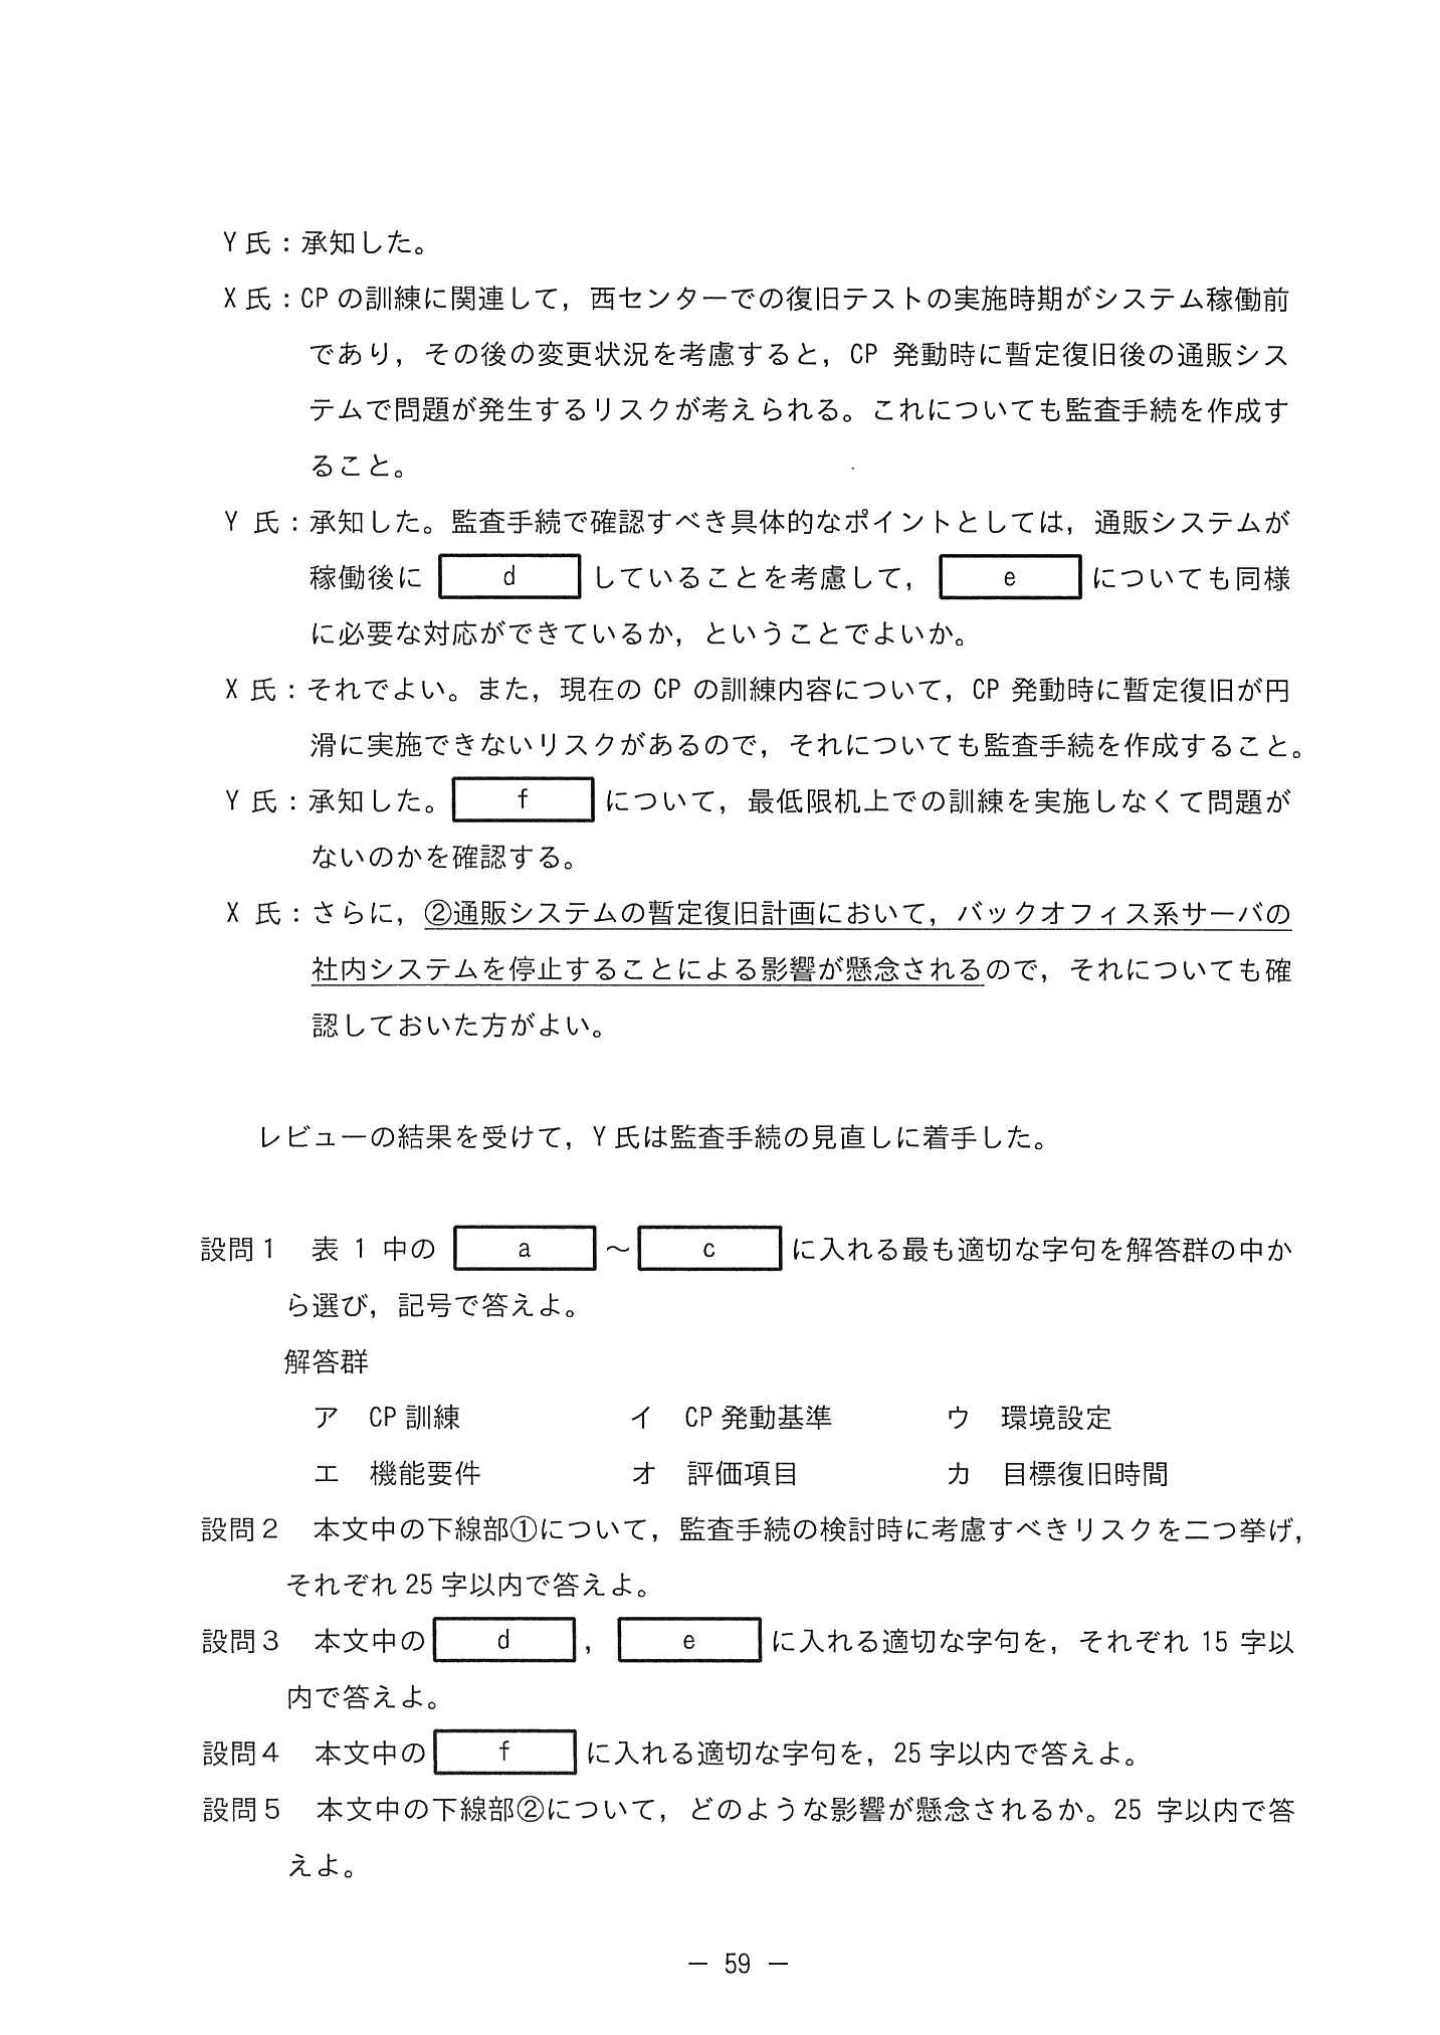 Y 氏：承知した。
X 氏：CP の訓練に関連して，西センターでの復旧テストの実施時期がシステム稼働前
であり，その後の変更状況を考慮すると，CP 発動時に暫定復旧後の通販シス
テムで問題が発生するリスクが考えられる。これについても監査手続を作成す
ること。
Y 氏：承知した。監査手続で確認すべき具体的なポイントとしては，通販システムが
稼働後に d していることを考慮して， e についても同様
に必要な対応ができているか，ということでよいか。
X 氏：それでよい。また，現在の CP の訓練内容について，CP 発動時に暫定復旧が円
滑に実施できないリスクがあるので，それについても監査手続を作成すること。
Y 氏：承知した。 f について，最低限机上での訓練を実施しなくて問題が
ないのかを確認する。
X 氏：さらに，②通販システムの暫定復旧計画において，バックオフィス系サーバの
社内システムを停止することによる影響が懸念されるので，それについても確
認しておいた方がよい。
レビューの結果を受けて，Y 氏は監査手続の見直しに着手した。
設問１ 表 1 中の a ～ c に入れる最も適切な字句を解答群の中か
ら選び，記号で答えよ。
解答群
ア CP 訓練 イ CP 発動基準 ウ 環境設定
エ 機能要件 オ 評価項目 カ 目標復旧時間
設問２ 本文中の下線部①について，監査手続の検討時に考慮すべきリスクを二つ挙げ，
それぞれ 25 字以内で答えよ。
設問３ 本文中の d ， e に入れる適切な字句を，それぞれ 15 字以
内で答えよ。
設問４ 本文中の f に入れる適切な字句を，25 字以内で答えよ。
設問５ 本文中の下線部②について，どのような影響が懸念されるか。25 字以内で答
えよ。
－ 59 －